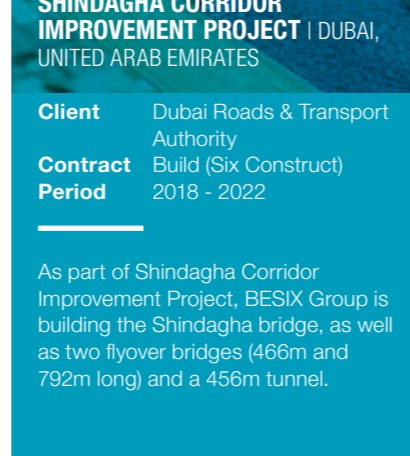 SHINDAGHA CORRIDOR
IMPROVEMENT PROJECT | DUBAI,
UNITED ARAB EMIRATES
Client Dubai Roads & Transport
Authority
Contract Build (Six Construct)
Period 2018 - 2022
As part of Shindagha Corridor
Improvement Project, BESIX Group is
building the Shindagha bridge, as well
as two flyover bridges (466m and
792m long) and a 456m tunnel.